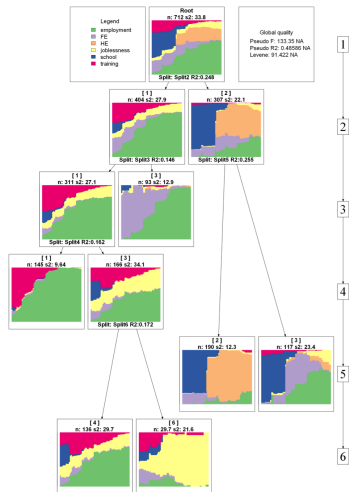 Legend
employment
FE
HE
joblessness
school
training
Root
n: 712 s2: 33.8
Split: Split2 R2:0.248
Global quality
Pseudo F: 133.35 NA
Pseudo R2: 0.48586 NA
Levene: 91.422 NA
1
[ 1 ]
n: 404 s2: 27.9
Split: Split3 R2:0.146
[ 2 ]
n: 307 s2: 22.1
Split: Split5 R2:0.255
2
[ 1 ]
n: 311 s2: 27.1
Split: Split4 R2:0.162
[ 3 ]
n: 93 s2: 12.9
3
[ 1 ]
n: 145 s2: 9.64
[ 3 ]
n: 166 s2: 34.1
Split: Split6 R2:0.172
4
[ 2 ]
n: 190 s2: 12.3
[ 3 ]
n: 117 s2: 23.4
5
[ 4 ]
n: 136 s2: 29.7
[ 6 ]
n: 29.7 s2: 21.6
6